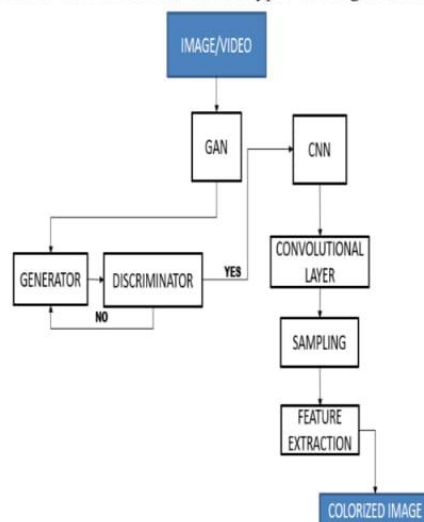 IMAGE/VIDEO
GAN
CNN
GENERATOR
DISCRIMINATOR
YES
NO
CONVOLUTIONAL
LAYER
SAMPLING
FEATURE
EXTRACTION
COLORIZED IMAGE